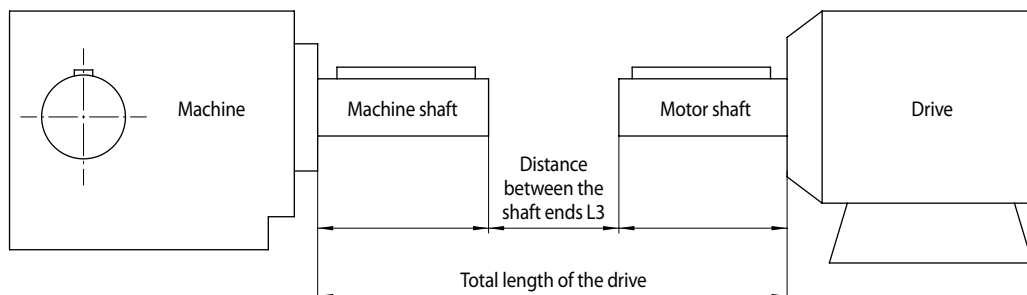 Machine
Machine shaft
Motor shaft
Drive
Distance
between the
shaft ends L3
Total length of the drive